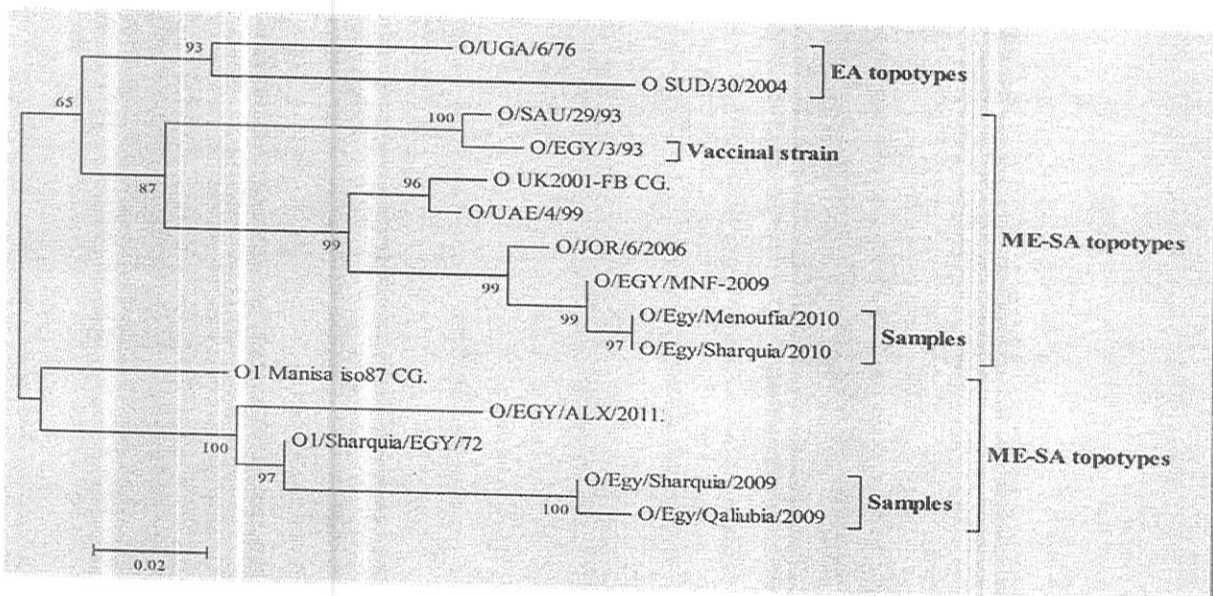 93
O/UGA/6/76
O SUD/30/2004
EA topotypes
65
100
O/SAU/29/93
O/EGY/3/93
Vaccinal strain
87
96
O UK2001-FB CG.
O/UAE/4/99
99
O/JOR/6/2006
99
O/EGY/MNF-2009
99
O/Egy/Menoufia/2010
97
O/Egy/Sharquia/2010
Samples
ME-SA topotypes
O1 Manisa iso87 CG.
O/EGY/ALX/2011.
100
O1/Sharquia/EGY/72
97
O/Egy/Sharquia/2009
100
O/Egy/Qaliubia/2009
Samples
ME-SA topotypes
0.02